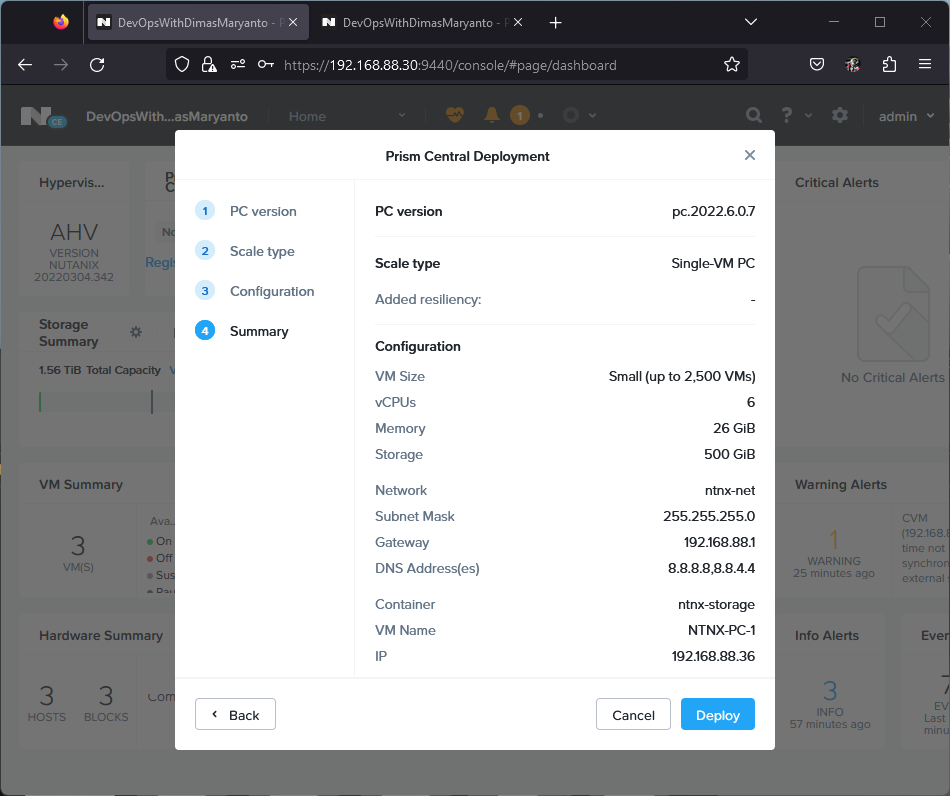 DevOpsWithDimasMaryanto -
DevOpsWithDimasMaryanto -
https://192.168.88.30:9440/console/#page/dashboard
N CE
DevOpsWith...asMaryanto
Home
1
?
admin
Prism Central Deployment
1 PC version
2 Scale type
3 Configuration
4 Summary
PC version pc.2022.6.0.7
Scale type Single-VM PC
Added resiliency: -
Configuration
VM Size Small (up to 2,500 VMs)
vCPUs 6
Memory 26 GiB
Storage 500 GiB
Network ntnx-net
Subnet Mask 255.255.255.0
Gateway 192.168.88.1
DNS Address(es) 8.8.8.8,8.8.4.4
Container ntnx-storage
VM Name NTNX-PC-1
IP 192.168.88.36
Back
Cancel
Deploy
Hypervis...
AHV
VERSION
NUTANIX
20220304.342
No
Regis
Storage
Summary
1.56 TiB Total Capacity
VM Summary
3
VM(S)
Ava...
On
Off
Sus
Hardware Summary
3
HOSTS
3
BLOCKS
Com
Critical Alerts
No Critical Alerts
Warning Alerts
1
WARNING
25 minutes ago
CVM
(192.168.8
time not
synchron
external s
Info Alerts
3
INFO
57 minutes ago
Ever
EV
Last
minu